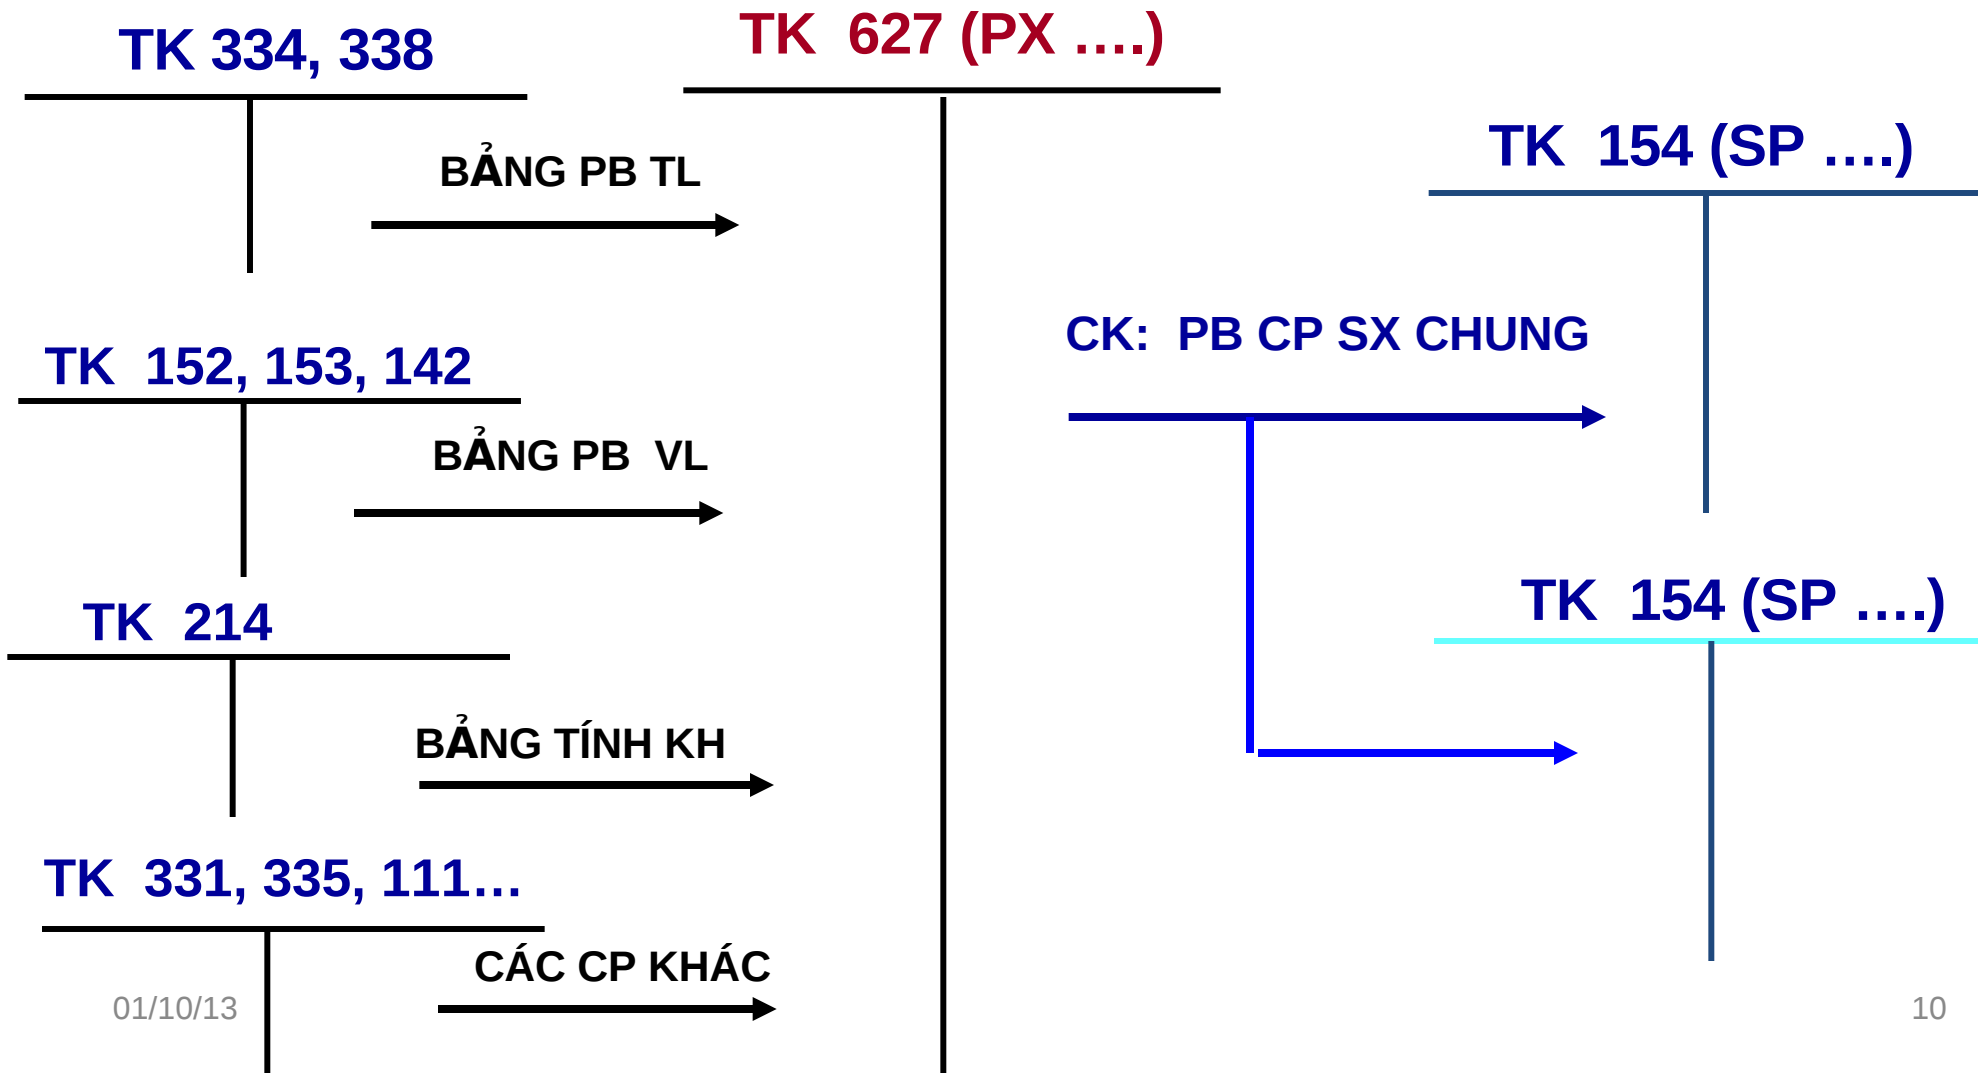 TK 334, 338
TK 627 (PX ….)
TK 154 (SP ….)
BẢNG PB TL
CK: PB CP SX CHUNG
TK 152, 153, 142
BẢNG PB VL
TK 154 (SP ….)
TK 214
BẢNG TÍNH KH
TK 331, 335, 111…
CÁC CP KHÁC
01/10/13
10